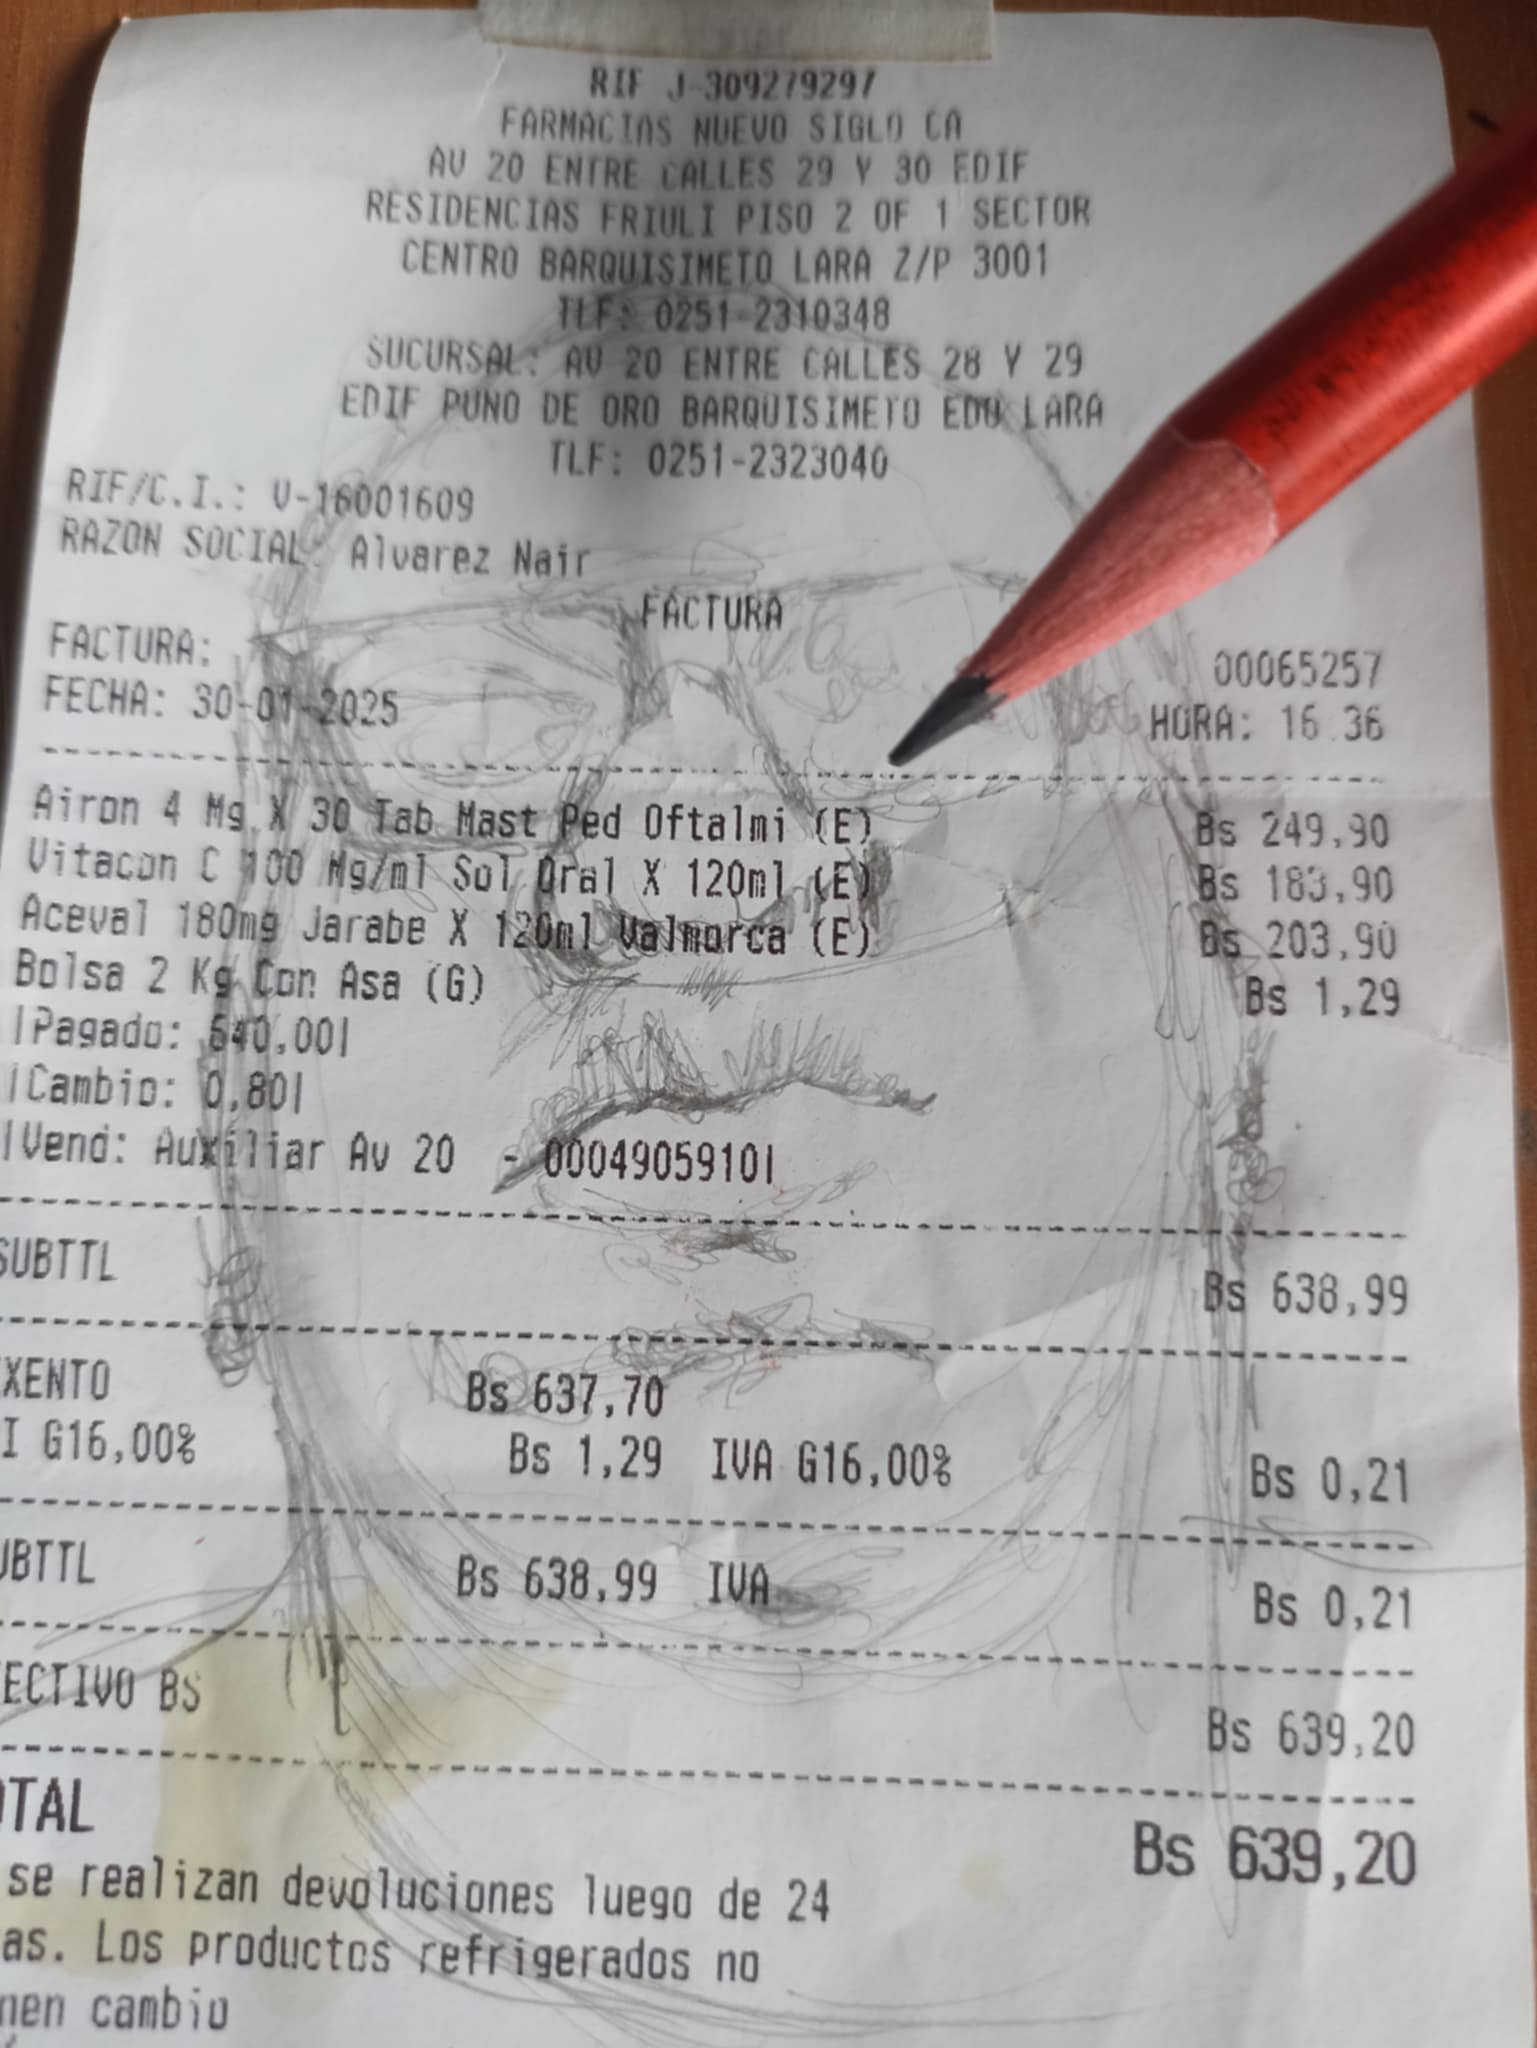 RIF J-309279297
FARMACIAS NUEVO SIGLO CA
AV 20 ENTRE CALLES 29 Y 30 EDIF
RESIDENCIAS FRIULI PISO 2 OF 1 SECTOR
CENTRO BARQUISIMETO LARA Z/P 3001
TLF: 0251-2310348
SUCURSAL: AV 20 ENTRE CALLES 28 Y 29
EDIF PUNO DE ORO BARQUISIMETO EDO LARA
TLF: 0251-2323040
RIF/C.I.: V-16001609
RAZON SOCIAL: Alvarez Nair
FACTURA
FACTURA: 00065257
FECHA: 30-01-2025 HORA: 16:36
Airon 4 Mg X 30 Tab Mast Ped Oftalmi (E) Bs 249,90
Vitacon C 100 Mg/ml Sol Oral X 120ml (E) Bs 183,90
Aceval 180mg Jarabe X 120ml Valmorca (E) Bs 203,90
Bolsa 2 Kg Con Asa (G) Bs 1,29
|Pagado: 640,00|
|Cambio: 0,80|
|Vend: Auxiliar Av 20 - 0004905910|
SUBTTL Bs 638,99
XENTO Bs 637,70
I G16,00% Bs 1,29 IVA G16,00% Bs 0,21
UBTTL Bs 638,99 IVA Bs 0,21
ECTIVO BS Bs 639,20
OTAL Bs 639,20
se realizan devoluciones luego de 24
as. Los productos refrigerados no
nen cambio